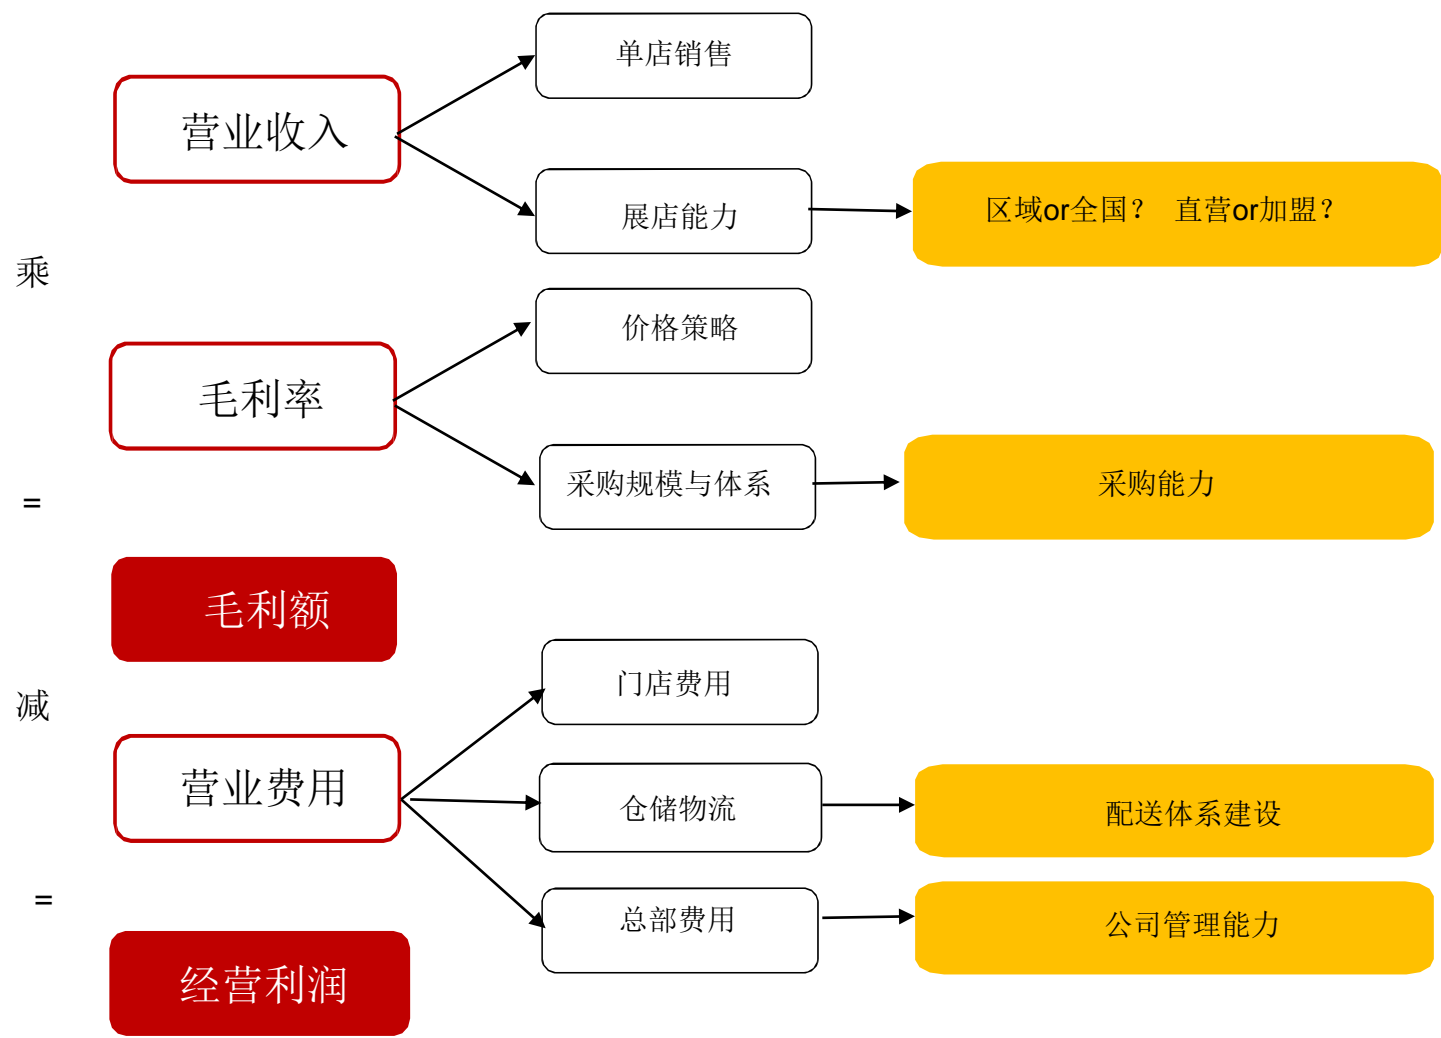 单店销售
营业收入
展店能力
区域or全国？ 直营or加盟？
乘
价格策略
毛利率
采购规模与体系
采购能力
=
毛利额
门店费用
减
营业费用
仓储物流
配送体系建设
=
总部费用
公司管理能力
经营利润